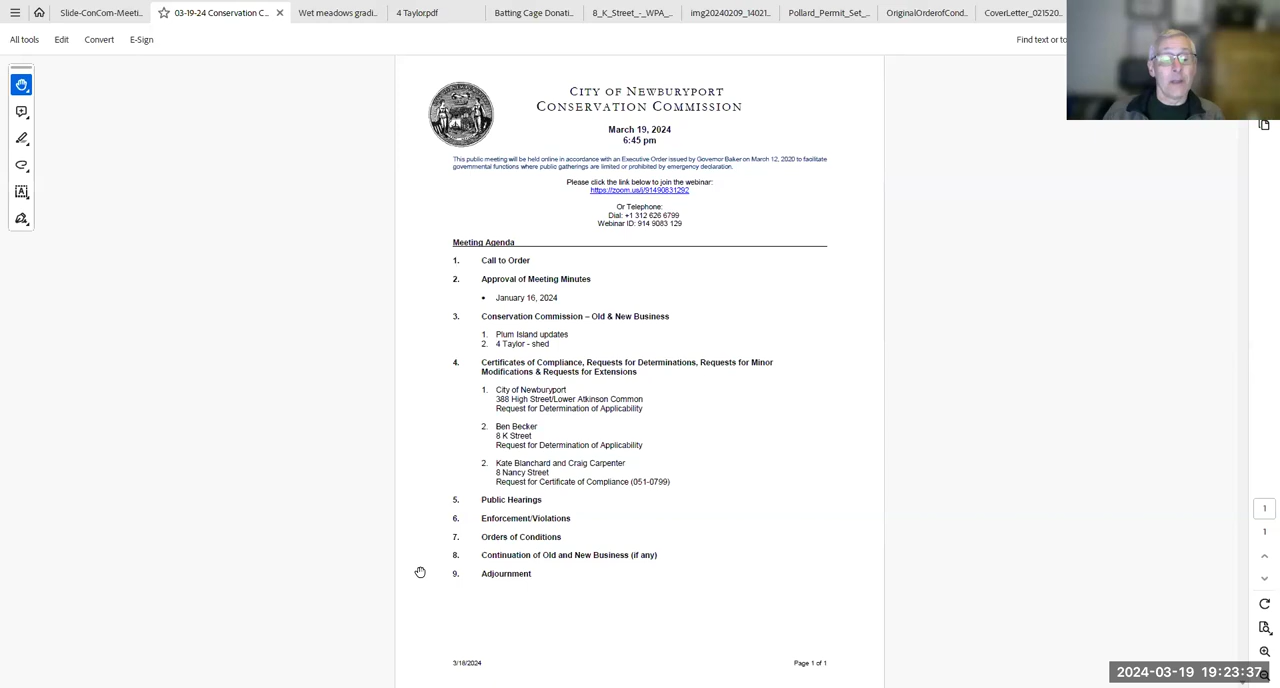 Slide-ConCom-Meeti...
03-19-24 Conservation C...
Wet meadows gradi...
4 Taylor.pdf
Batting Cage Donati...
8_K_Street_-_WPA_...
img20240209_14021...
Pollard_Permit_Set_...
OriginalOrderofCond...
CoverLetter_021520...
All tools
Edit
Convert
E-Sign
Find text or to
CITY OF NEWBURYPORT
CONSERVATION COMMISSION
March 19, 2024
6:45 pm
This public meeting will be held online in accordance with an Executive Order issued by Governor Baker on March 12, 2020 to facilitate
governmental functions where public gatherings are limited or prohibited by emergency declaration.
Please click the link below to join the webinar:
https://zoom.us/j/91490831292
Or Telephone:
Dial: +1 312 626 6799
Webinar ID: 914 9083 129
Meeting Agenda
1. Call to Order
2. Approval of Meeting Minutes
• January 16, 2024
3. Conservation Commission – Old & New Business
1. Plum Island updates
2. 4 Taylor - shed
4. Certificates of Compliance, Requests for Determinations, Requests for Minor
Modifications & Requests for Extensions
1. City of Newburyport
388 High Street/Lower Atkinson Common
Request for Determination of Applicability
2. Ben Becker
8 K Street
Request for Determination of Applicability
2. Kate Blanchard and Craig Carpenter
8 Nancy Street
Request for Certificate of Compliance (051-0799)
5. Public Hearings
6. Enforcement/Violations
7. Orders of Conditions
8. Continuation of Old and New Business (if any)
9. Adjournment
3/18/2024
Page 1 of 1
1
1
2024-03-19 19:23:37